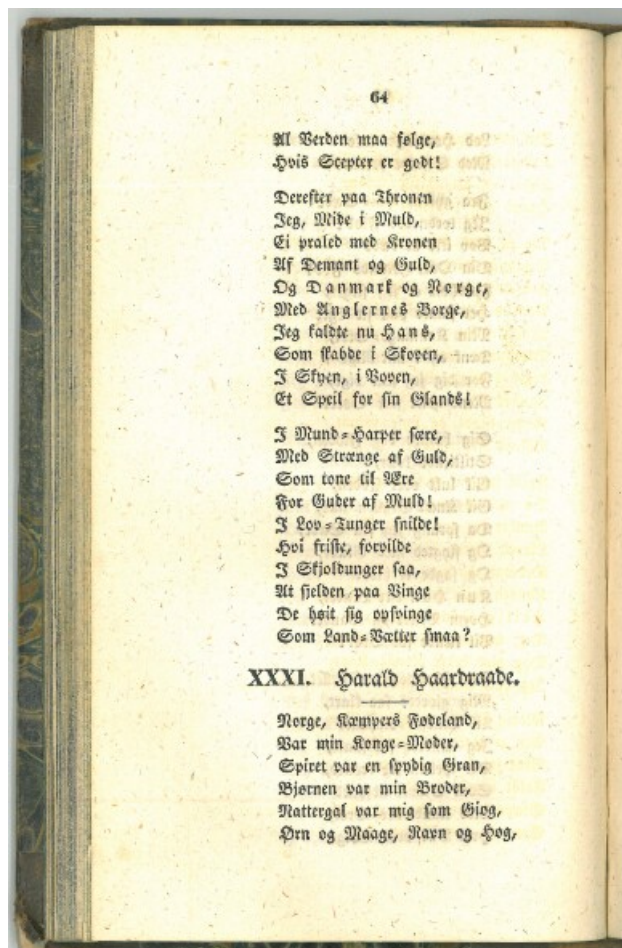 64
Al Verden maa følge,
Hvis Scepter er godt!
Derefter paa Thronen
Jeg, Mide i Muld,
Ei praled med Kronen
Af Demant og Guld,
Og Danmark og Norge,
Med Anglernes Borge,
Jeg kaldte nu Hans,
Som skabde i Skoven,
I Skyen, i Voven,
Et Speil for sin Glands!
I Mund-Harper sære,
Med Strænge af Guld,
Som tone til Ære
For Guder af Muld!
I Lov-Tunger snilde!
Hvi friste, forvilde
I Skjoldunger saa,
At sjelden paa Vinge
De høit sig opsvinge
Som Land-Vætter smaa?
XXXI. Harald Haardraade.
Norge, Kæmpers Fødeland,
Var min Konge-Moder,
Spiret var en spydig Gran,
Bjørnen var min Broder,
Nattergal var mig som Giøg,
Ørn og Maage, Ravn og Høg,